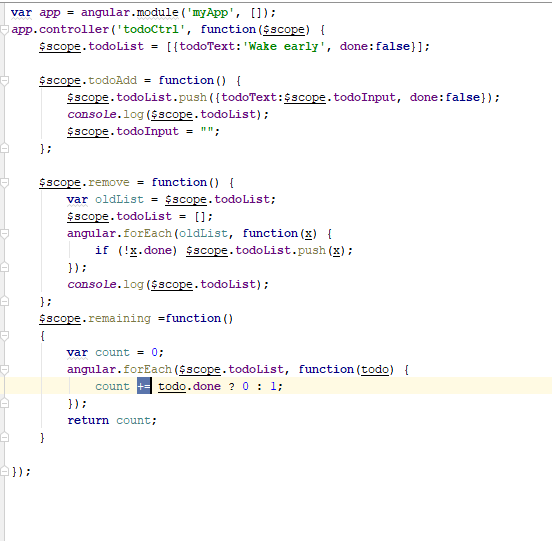 var app = angular.module('myApp', []);
app.controller('todoCtrl', function($scope) {
    $scope.todoList = [{todoText:'Wake early', done:false}];

    $scope.todoAdd = function() {
        $scope.todoList.push({todoText:$scope.todoInput, done:false});
        console.log($scope.todoList);
        $scope.todoInput = "";
    };

    $scope.remove = function() {
        var oldList = $scope.todoList;
        $scope.todoList = [];
        angular.forEach(oldList, function(x) {
            if (!x.done) $scope.todoList.push(x);
        });
        console.log($scope.todoList);
    };
    $scope.remaining =function()
    {
        var count = 0;
        angular.forEach($scope.todoList, function(todo) {
            count += todo.done ? 0 : 1;
        });
        return count;
    }

});